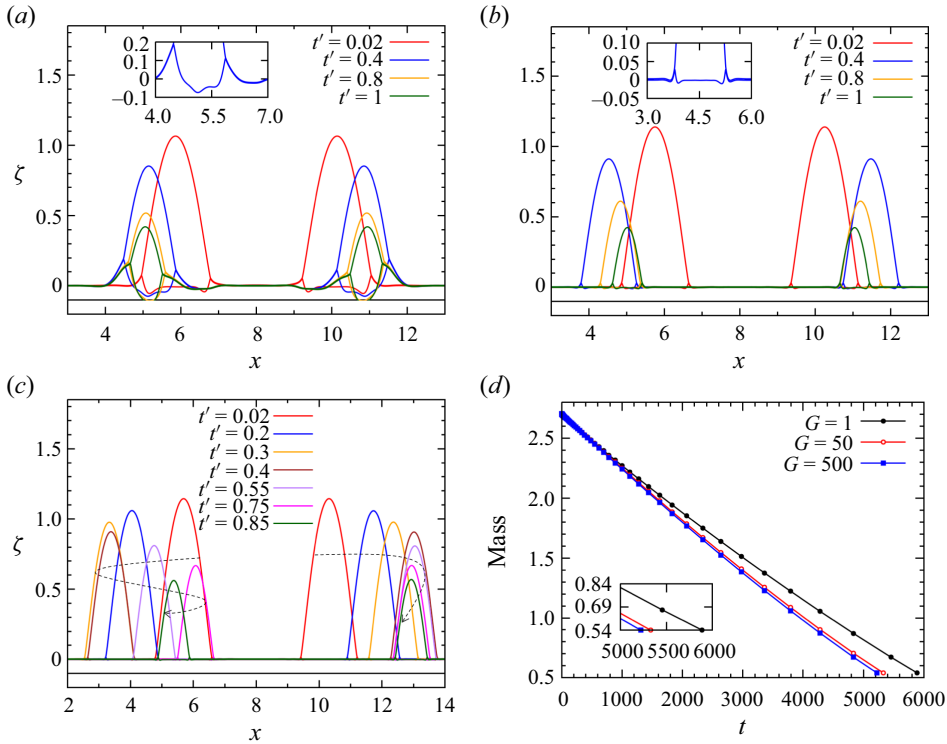 (a)
t′ = 0.02
t′ = 0.4
t′ = 0.8
t′ = 1
0.2
0.1
0
−0.1
4.0 5.5 7.0
1.5
1.0
0.5
0
ζ
4 6 8 10 12
x
(b)
t′ = 0.02
t′ = 0.4
t′ = 0.8
t′ = 1
0.10
0.05
0
−0.05
3.0 4.5 6.0
1.5
1.0
0.5
0
4 6 8 10 12
x
(c)
t′ = 0.02
t′ = 0.2
t′ = 0.3
t′ = 0.4
t′ = 0.55
t′ = 0.75
t′ = 0.85
1.5
1.0
0.5
0
ζ
2 4 6 8 10 12 14
x
(d)
G = 1
G = 50
G = 500
2.5
2.0
1.5
1.0
0.5
Mass
0.84
0.69
0.54
5000 5500 6000
0 1000 2000 3000 4000 5000 6000
t